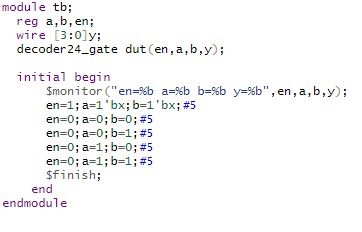 module tb;
reg a,b,en;
wire [3:0]y;
decoder24_gate dut(en,a,b,y);
initial begin
$monitor("en=%b a=%b b=%b y=%b",en,a,b,y);
en=1;a=1'bx;b=1'bx;#5
en=0;a=0;b=0;#5
en=0;a=0;b=1;#5
en=0;a=1;b=0;#5
en=0;a=1;b=1;#5
$finish;
end
endmodule